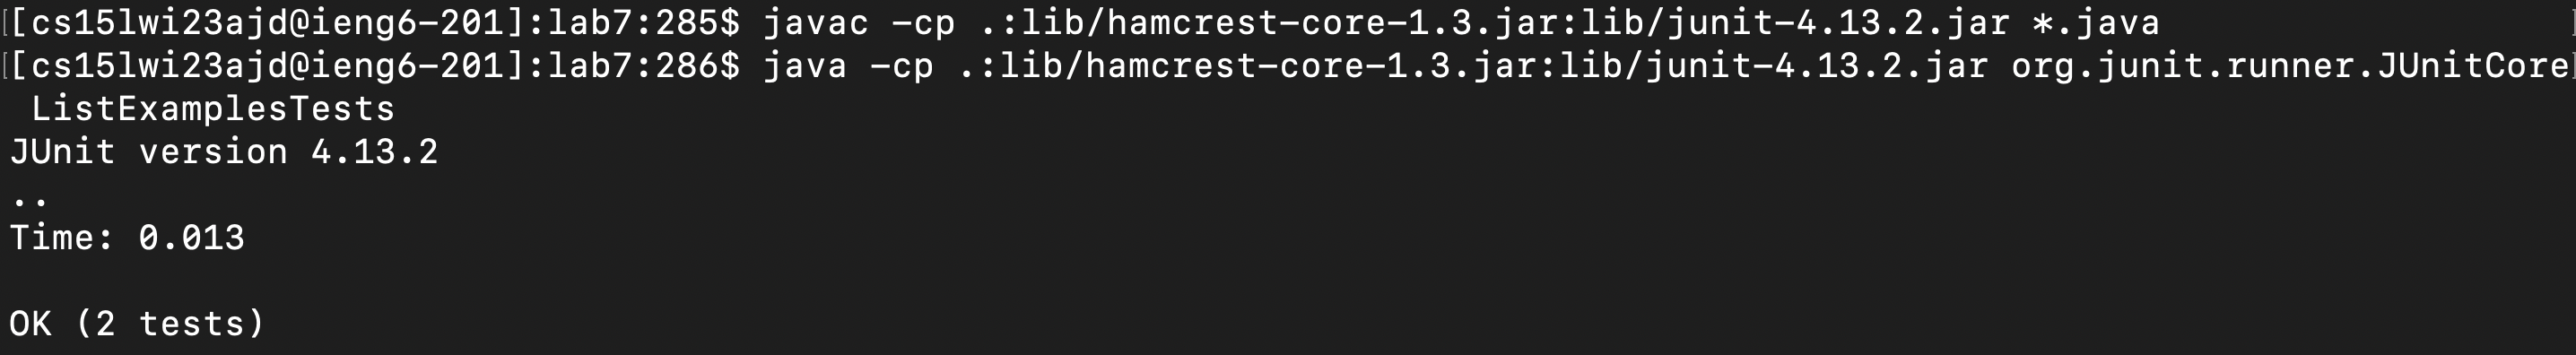 [[cs15lwi23ajd@ieng6-201]:lab7:285$ javac -cp .:lib/hamcrest-core-1.3.jar:lib/junit-4.13.2.jar *.java ]
[[cs15lwi23ajd@ieng6-201]:lab7:286$ java -cp .:lib/hamcrest-core-1.3.jar:lib/junit-4.13.2.jar org.junit.runner.JUnitCore]
 ListExamplesTests
JUnit version 4.13.2
..
Time: 0.013
OK (2 tests)